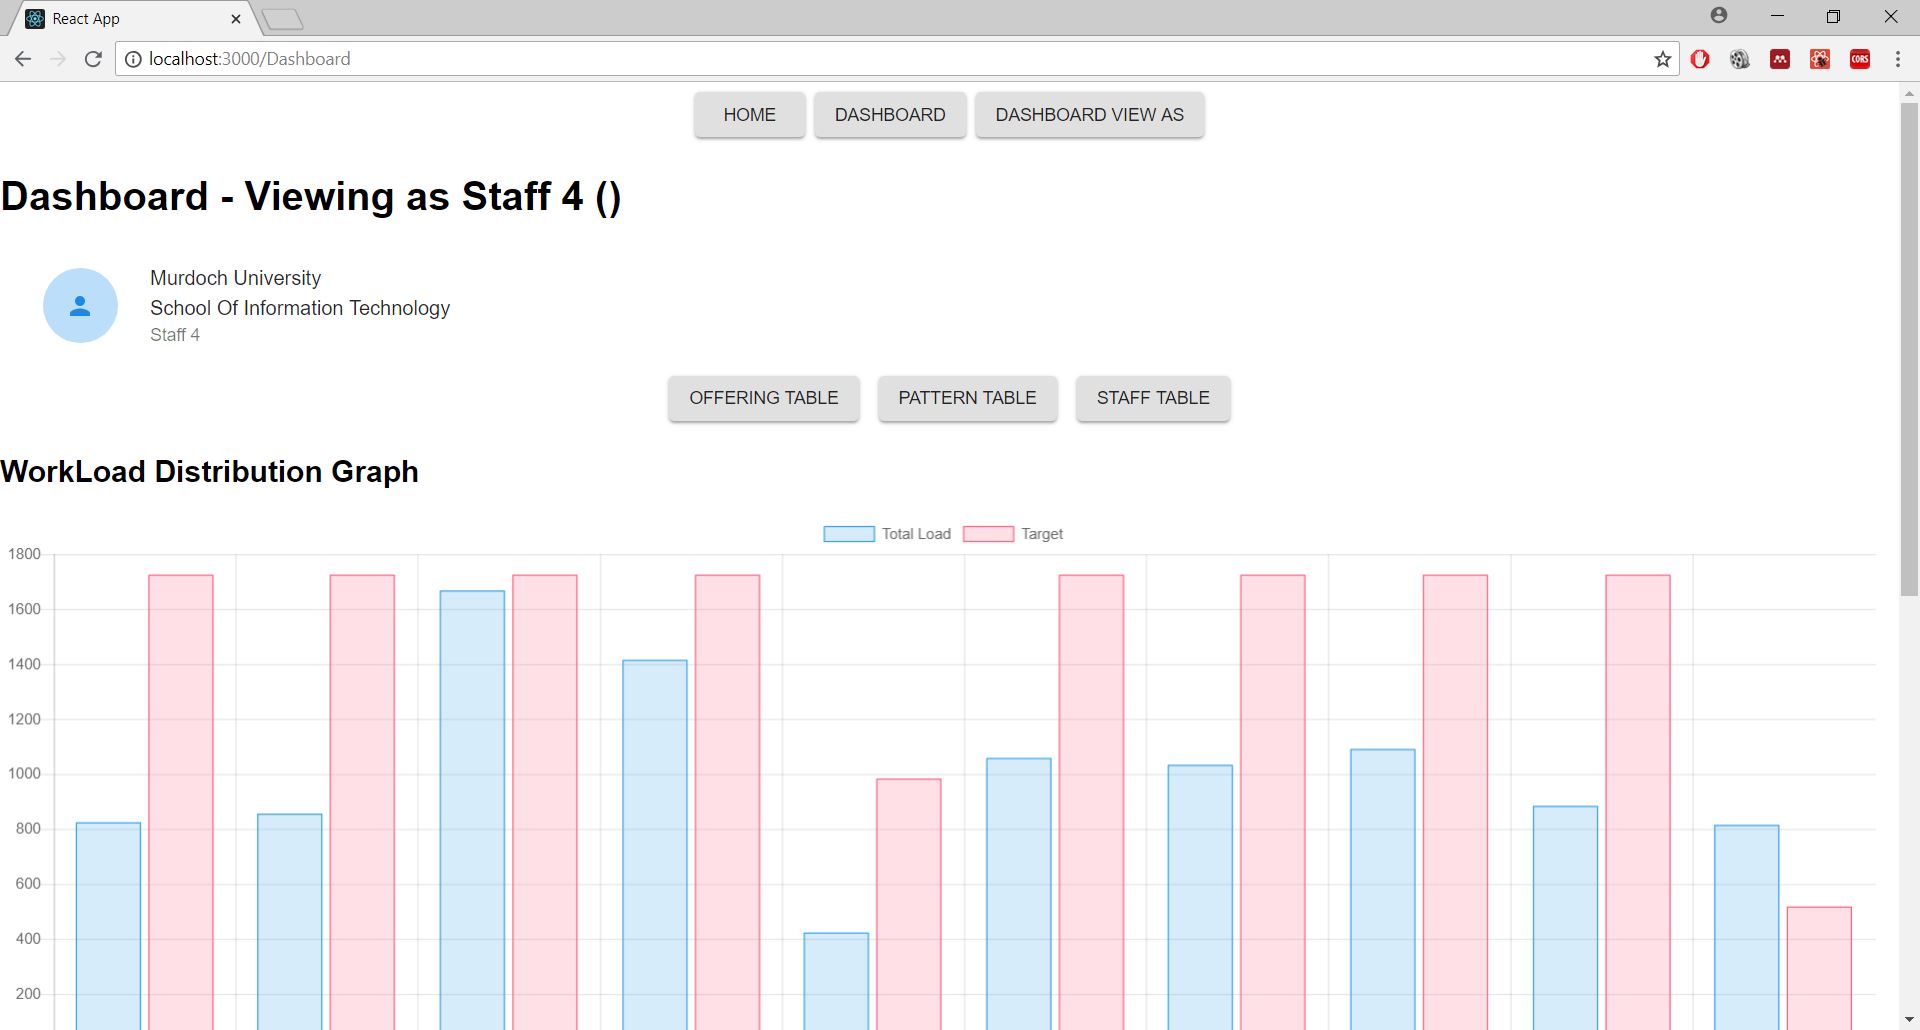 React App
localhost:3000/Dashboard
CORS
HOME DASHBOARD DASHBOARD VIEW AS
Dashboard - Viewing as Staff 4 ()
Murdoch University
School Of Information Technology
Staff 4
OFFERING TABLE PATTERN TABLE STAFF TABLE
WorkLoad Distribution Graph
Total Load Target
1800
1600
1400
1200
1000
800
600
400
200